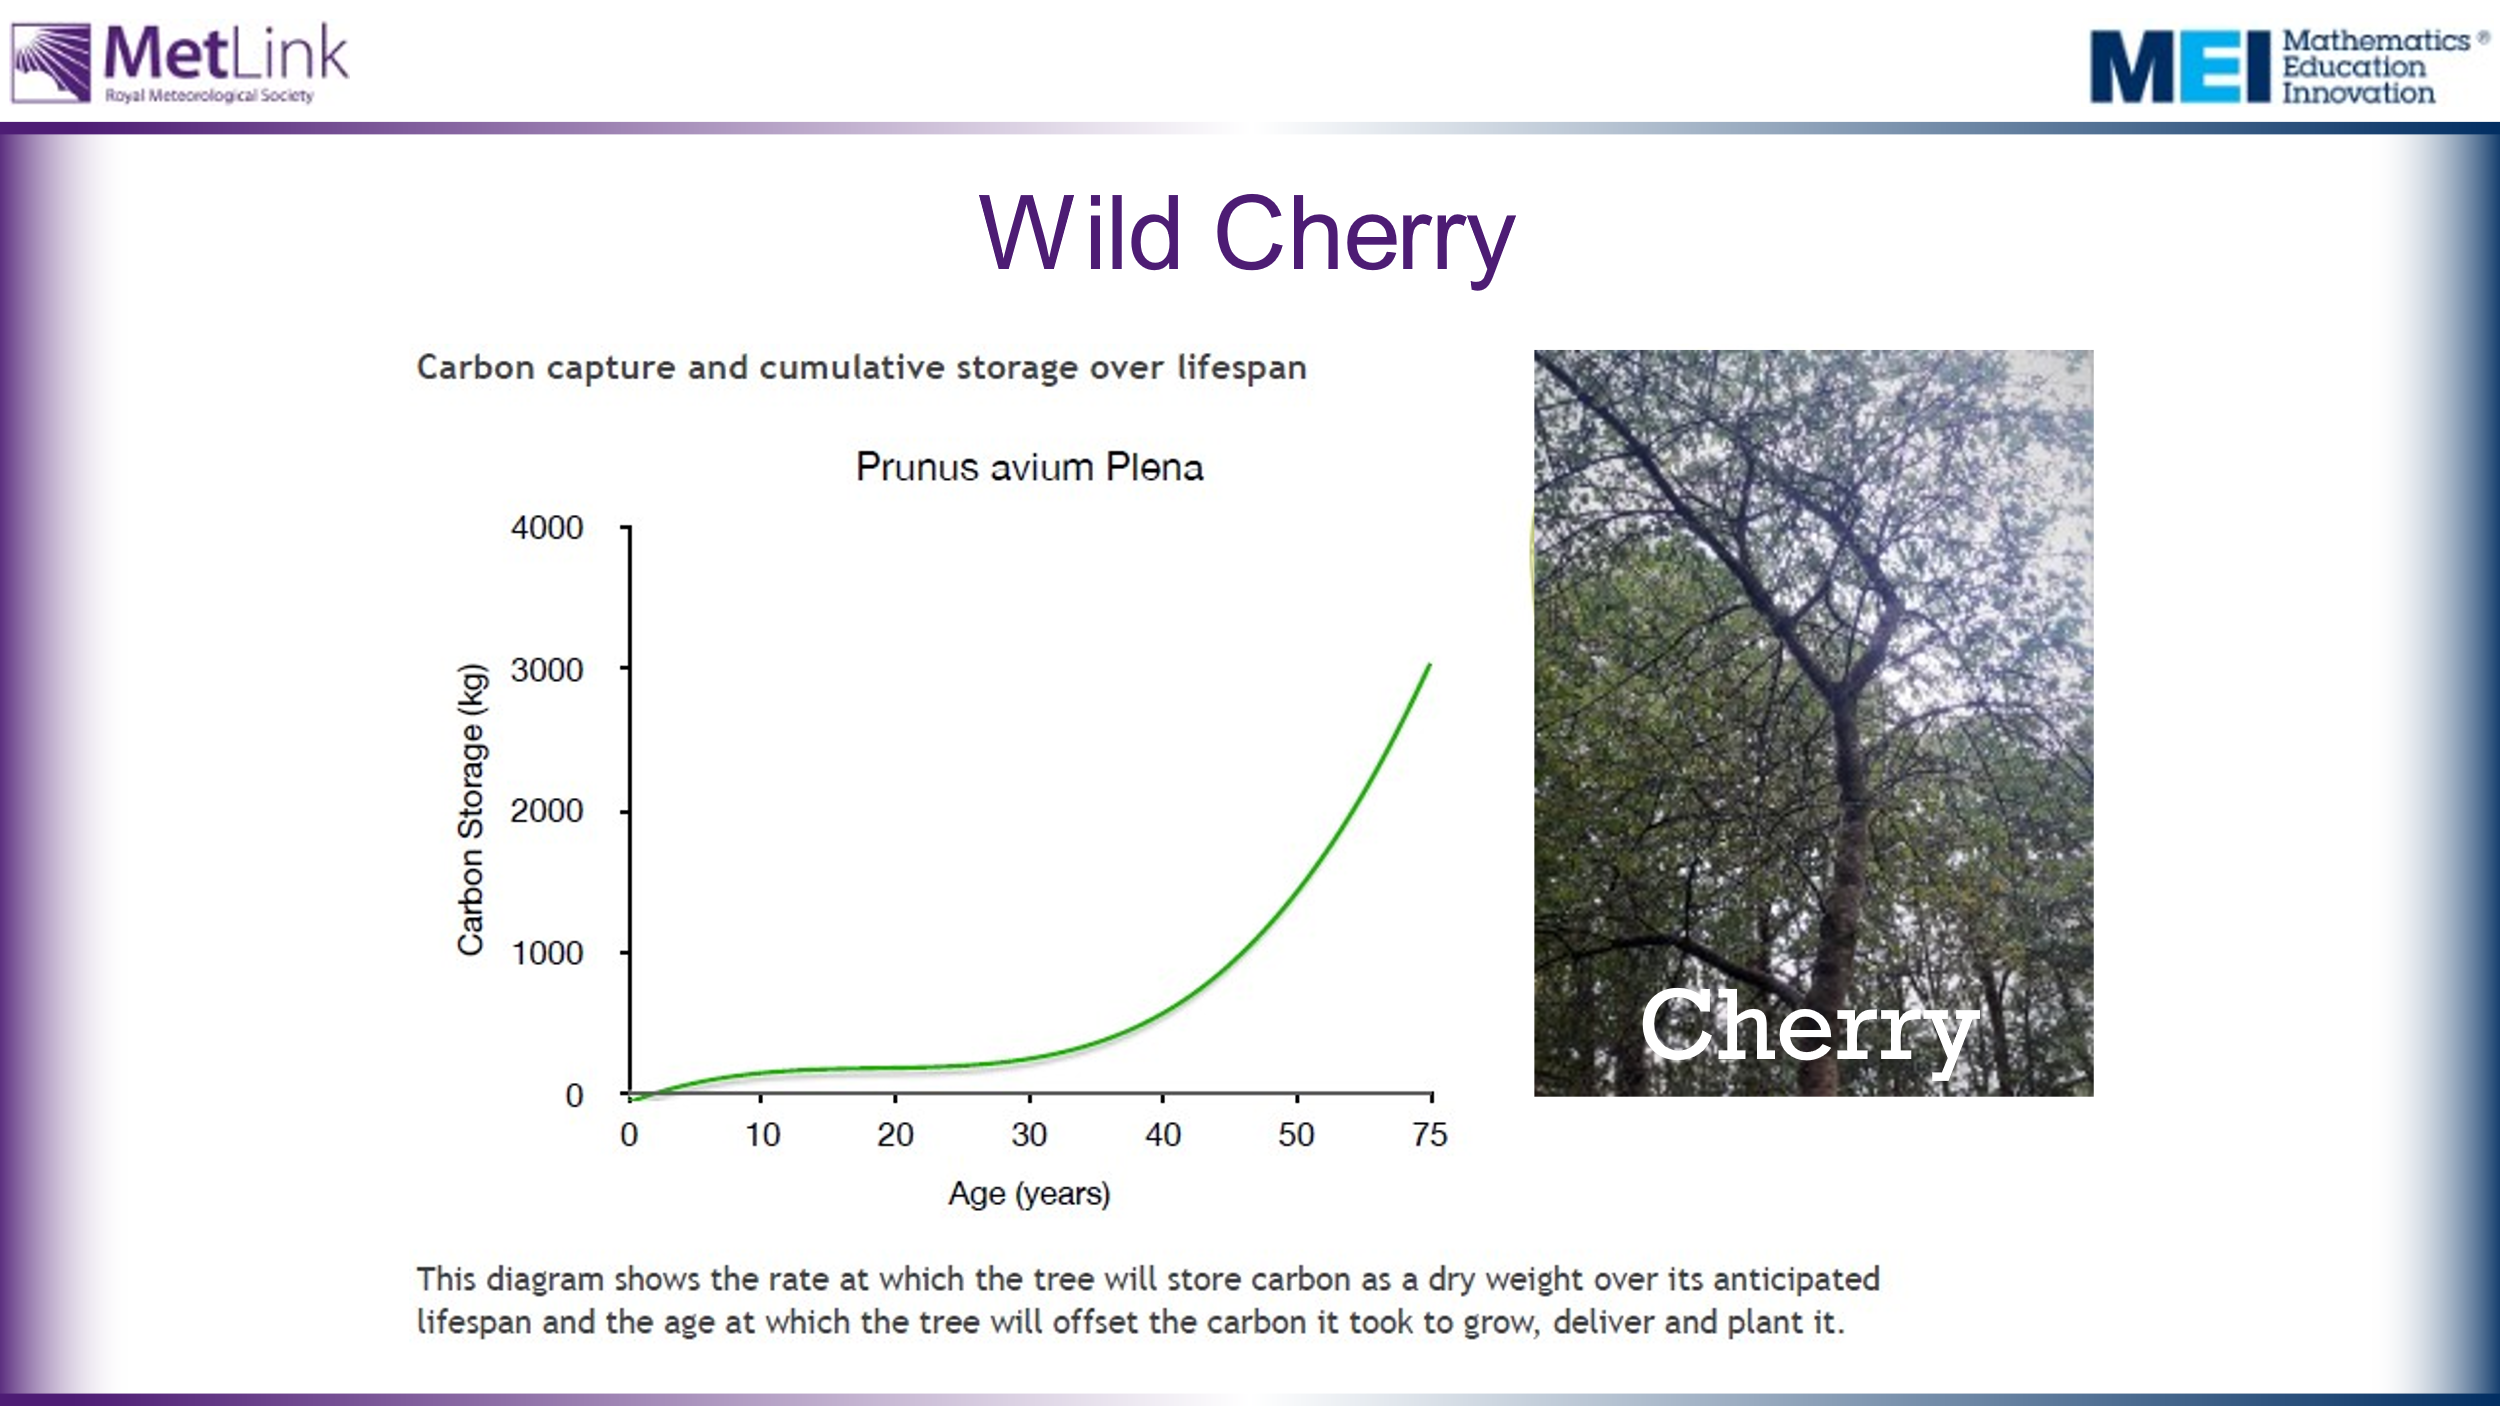 MetLink
Royal Meteorological Society
MEI Mathematics ®
Education
Innovation
Wild Cherry
Carbon capture and cumulative storage over lifespan
Prunus avium Plena
4000
3000
2000
1000
0
Carbon Storage (kg)
0 10 20 30 40 50 75
Age (years)
Cherry
This diagram shows the rate at which the tree will store carbon as a dry weight over its anticipated
lifespan and the age at which the tree will offset the carbon it took to grow, deliver and plant it.